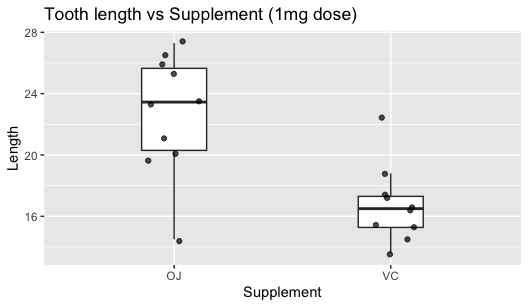 Tooth length vs Supplement (1mg dose)
28
24
20
16
Length
OJ
VC
Supplement